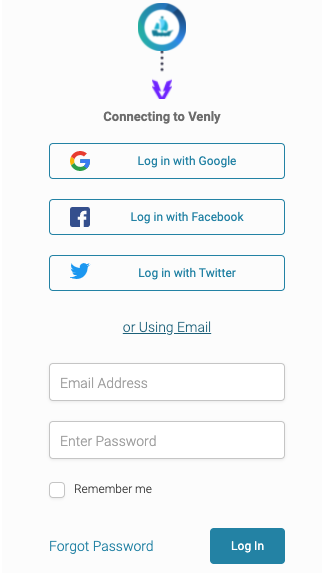 Connecting to Venly
Log in with Google
Log in with Facebook
Log in with Twitter
or Using Email
Email Address
Enter Password
Remember me
Forgot Password
Log In